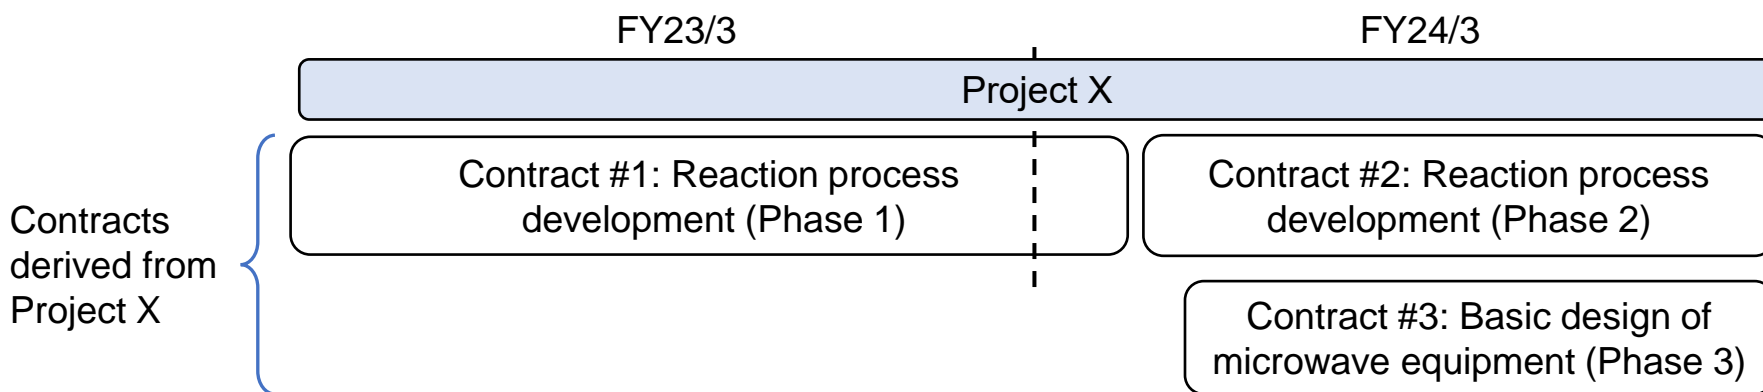 FY23/3
FY24/3
Project X
Contracts
derived from
Project X
Contract #1: Reaction process
development (Phase 1)
Contract #2: Reaction process
development (Phase 2)
Contract #3: Basic design of
microwave equipment (Phase 3)